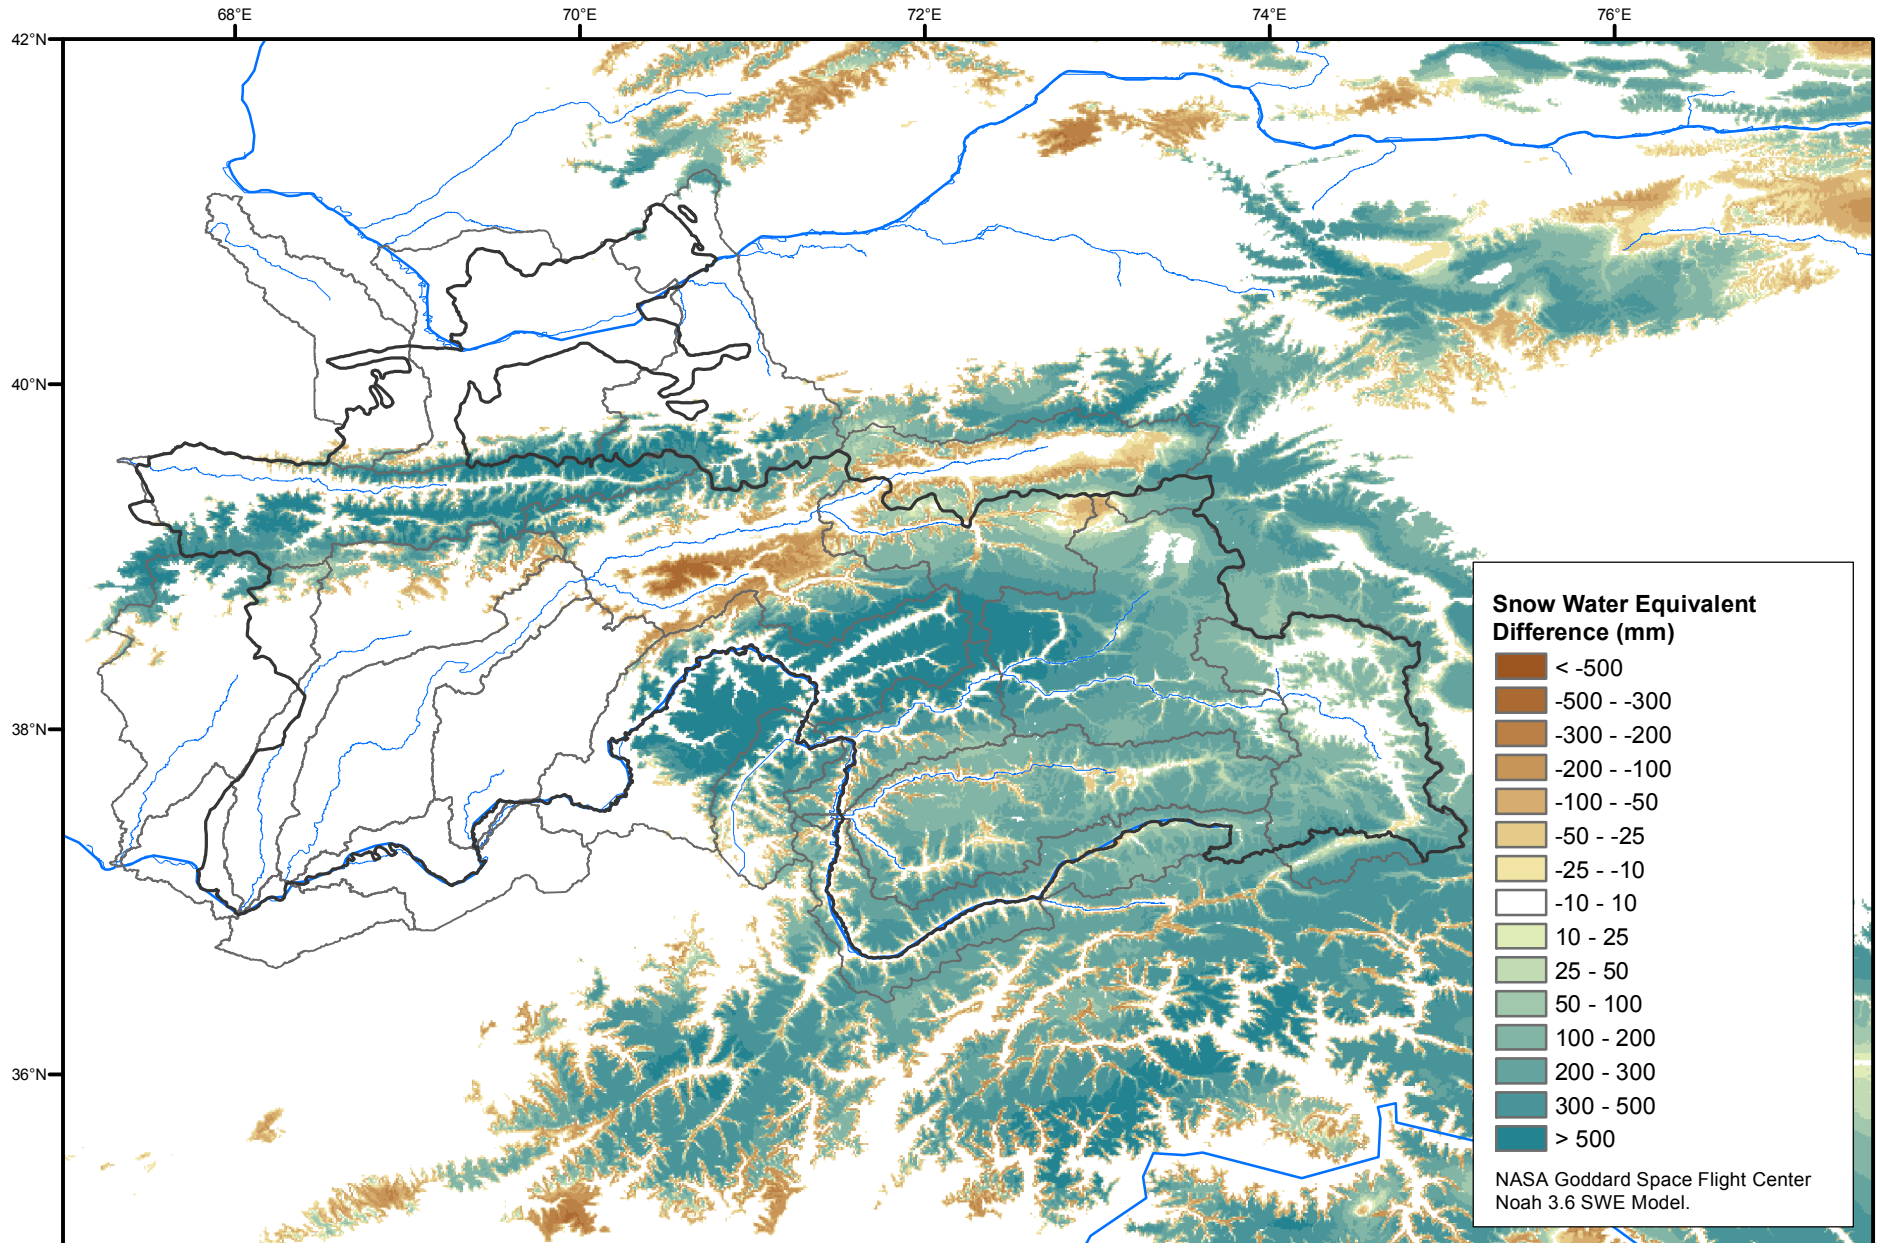 68°E 70°E 72°E 74°E 76°E
42°N
40°N
38°N
36°N
Snow Water Equivalent
Difference (mm)
< -500
-500 - -300
-300 - -200
-200 - -100
-100 - -50
-50 - -25
-25 - -10
-10 - 10
10 - 25
25 - 50
50 - 100
100 - 200
200 - 300
300 - 500
> 500
NASA Goddard Space Flight Center
Noah 3.6 SWE Model.